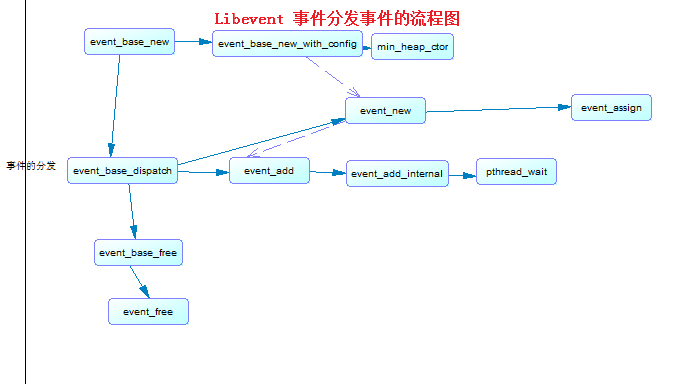 Libevent 事件分发事件的流程图
event_base_new
event_base_new_with_config
min_heap_ctor
event_new
event_assign
事件的分发
event_base_dispatch
event_add
event_add_internal
pthread_wait
event_base_free
event_free